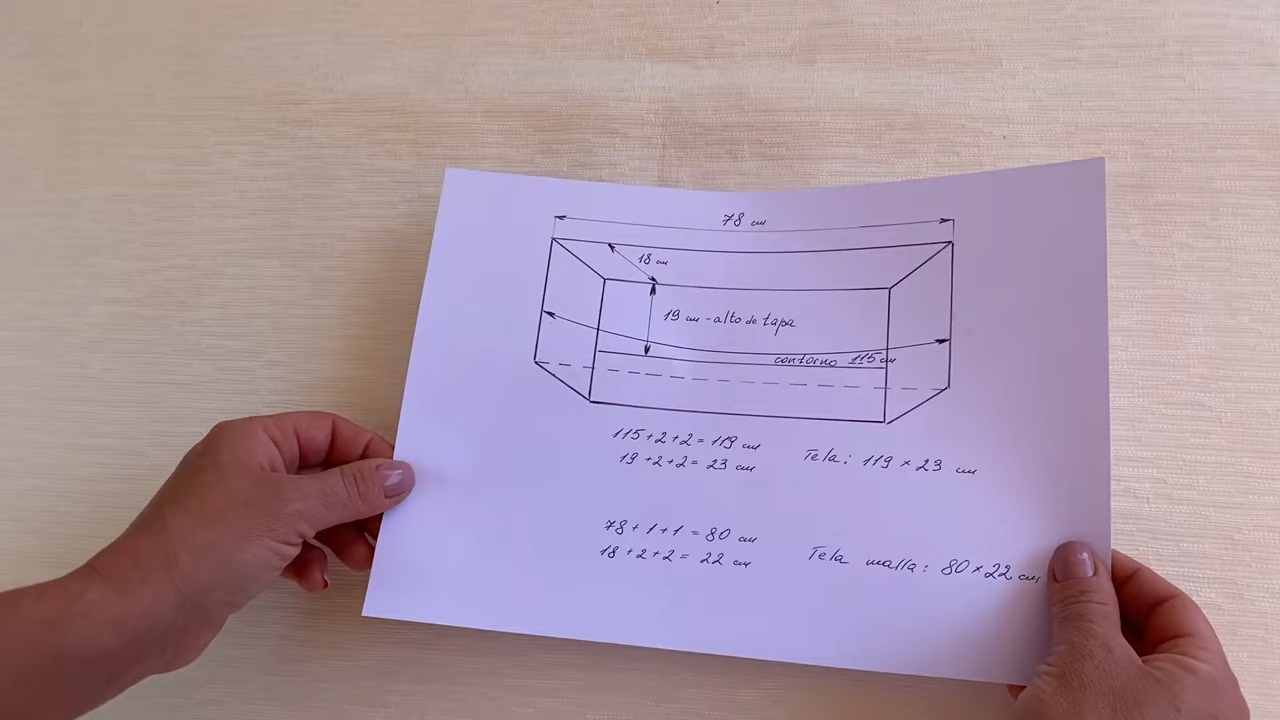 78 cm
18 cm
19 cm - alto de tapa
contorno 115 cm
115 + 2 + 2 = 119 cm
19 + 2 + 2 = 23 cm
Tela: 119 × 23 cm
78 + 1 + 1 = 80 cm
18 + 2 + 2 = 22 cm
Tela malla: 80 × 22 cm